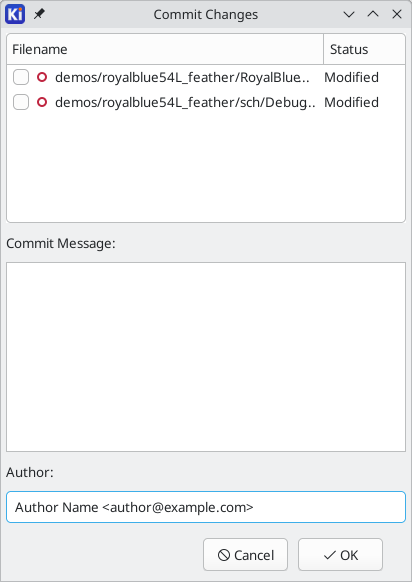 Ki
Commit Changes
Filename Status
demos/royalblue54L_feather/RoyalBlue.. Modified
demos/royalblue54L_feather/sch/Debug.. Modified
Commit Message:
Author:
Author Name <author@example.com>
Cancel OK